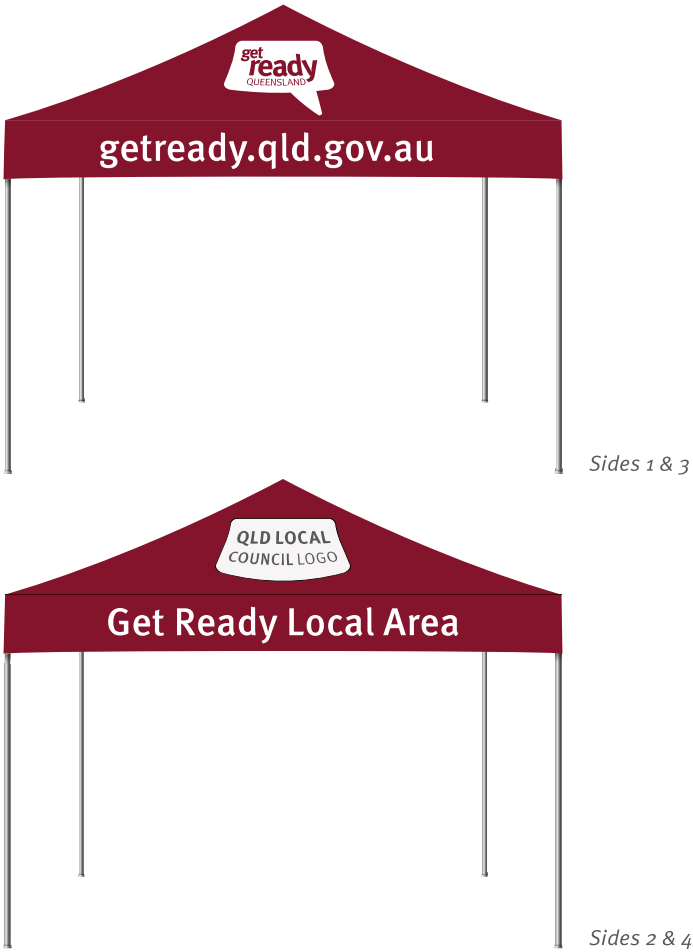 get
ready
QUEENSLAND
getready.qld.gov.au
Sides 1 & 3
QLD LOCAL
COUNCIL LOGO
Get Ready Local Area
Sides 2 & 4